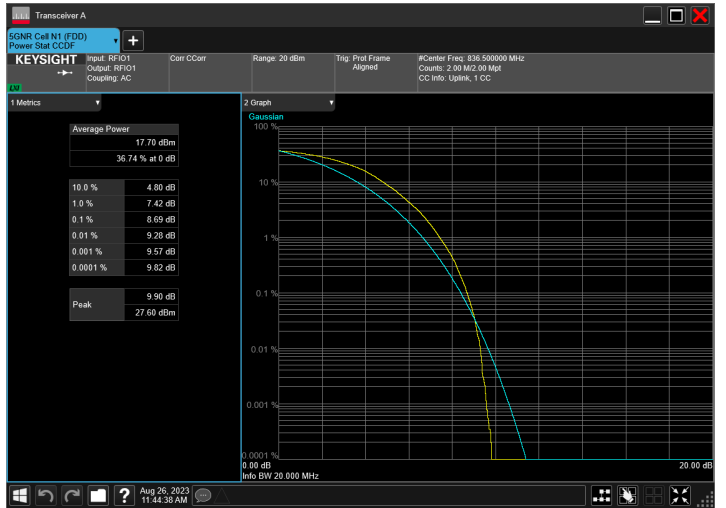 Transceiver A
5GNR Cell N1 (FDD)
Power Stat CCDF
KEYSIGHT
Input: RFIO1
Output: RFIO1
Coupling: AC
Corr CCorr
Range: 20 dBm
Trig: Prot Frame
Aligned
#Center Freq: 836.500000 MHz
Counts: 2.00 M/2.00 Mpt
CC Info: Uplink, 1 CC
LXI
1 Metrics
Average Power
17.70 dBm
36.74 % at 0 dB
10.0 % 4.80 dB
1.0 % 7.42 dB
0.1 % 8.69 dB
0.01 % 9.28 dB
0.001 % 9.57 dB
0.0001 % 9.82 dB
Peak
9.90 dB
27.60 dBm
2 Graph
Gaussian
100 %
10 %
1 %
0.1 %
0.01 %
0.001 %
0.0001 %
0.00 dB
20.00 dB
Info BW 20.000 MHz
?
Aug 26, 2023
11:44:38 AM